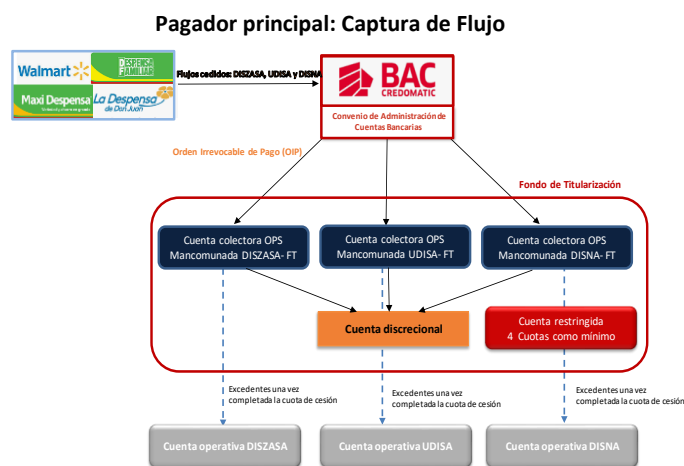 Pagador principal: Captura de Flujo
Walmart
DESPENSA
FAMILIAR
Maxi Despensa
La Despensa
de Don Juan
Flujos cedidos: DISZASA, UDISA y DISNA
BAC
CREDOMATIC
Convenio de Administración de
Cuentas Bancarias
Orden Irrevocable de Pago (OIP)
Fondo de Titularización
Cuenta colectora OPS
Mancomunada DISZASA- FT
Cuenta colectora OPS
Mancomunada UDISA- FT
Cuenta colectora OPS
Mancomunada DISNA- FT
Cuenta discrecional
Cuenta restringida
4 Cuotas como mínimo
Excedentes una vez
completada la cuota de cesión
Excedentes una vez
completada la cuota de cesión
Excedentes una vez
completada la cuota de cesión
Cuenta operativa DISZASA
Cuenta operativa UDISA
Cuenta operativa DISNA